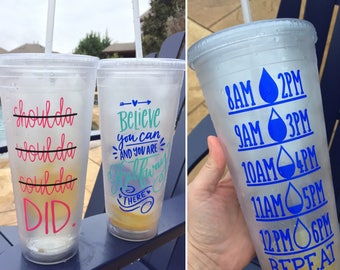 shoulda
woulda
coulda
DID.
Believe
you can
AND YOU ARE
halfway
THERE
8AM 2PM
9AM 3PM
10AM 4PM
11AM 5PM
12PM 6PM
REPEAT